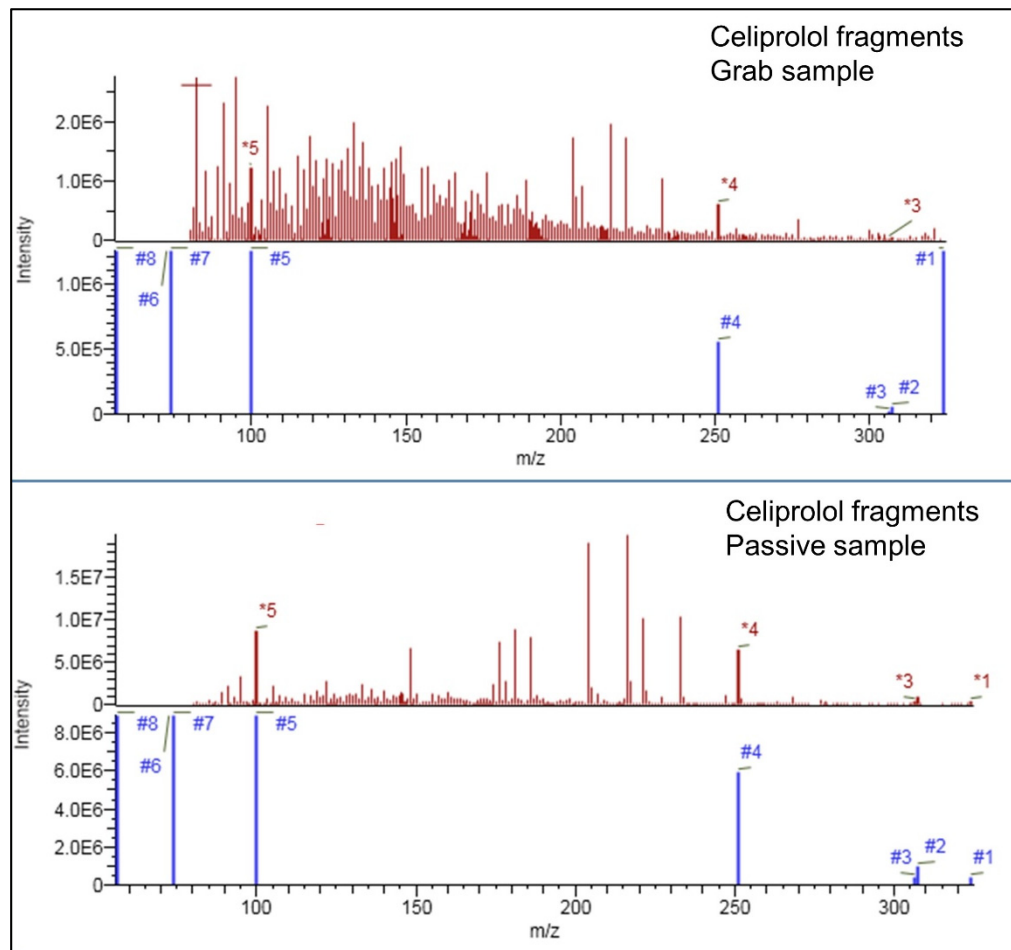 Celiprolol fragments
Grab sample
Intensity
2.0E6
1.0E6
0
*5
*4
*3
1.0E6
5.0E5
0
#8
#7
#6
#5
#4
#3
#2
#1
100
150
200
250
300
m/z
Celiprolol fragments
Passive sample
Intensity
1.5E7
1.0E7
5.0E6
0
*5
*4
*3
*1
8.0E6
6.0E6
4.0E6
2.0E6
0
#8
#7
#6
#5
#4
#3
#2
#1
100
150
200
250
300
m/z